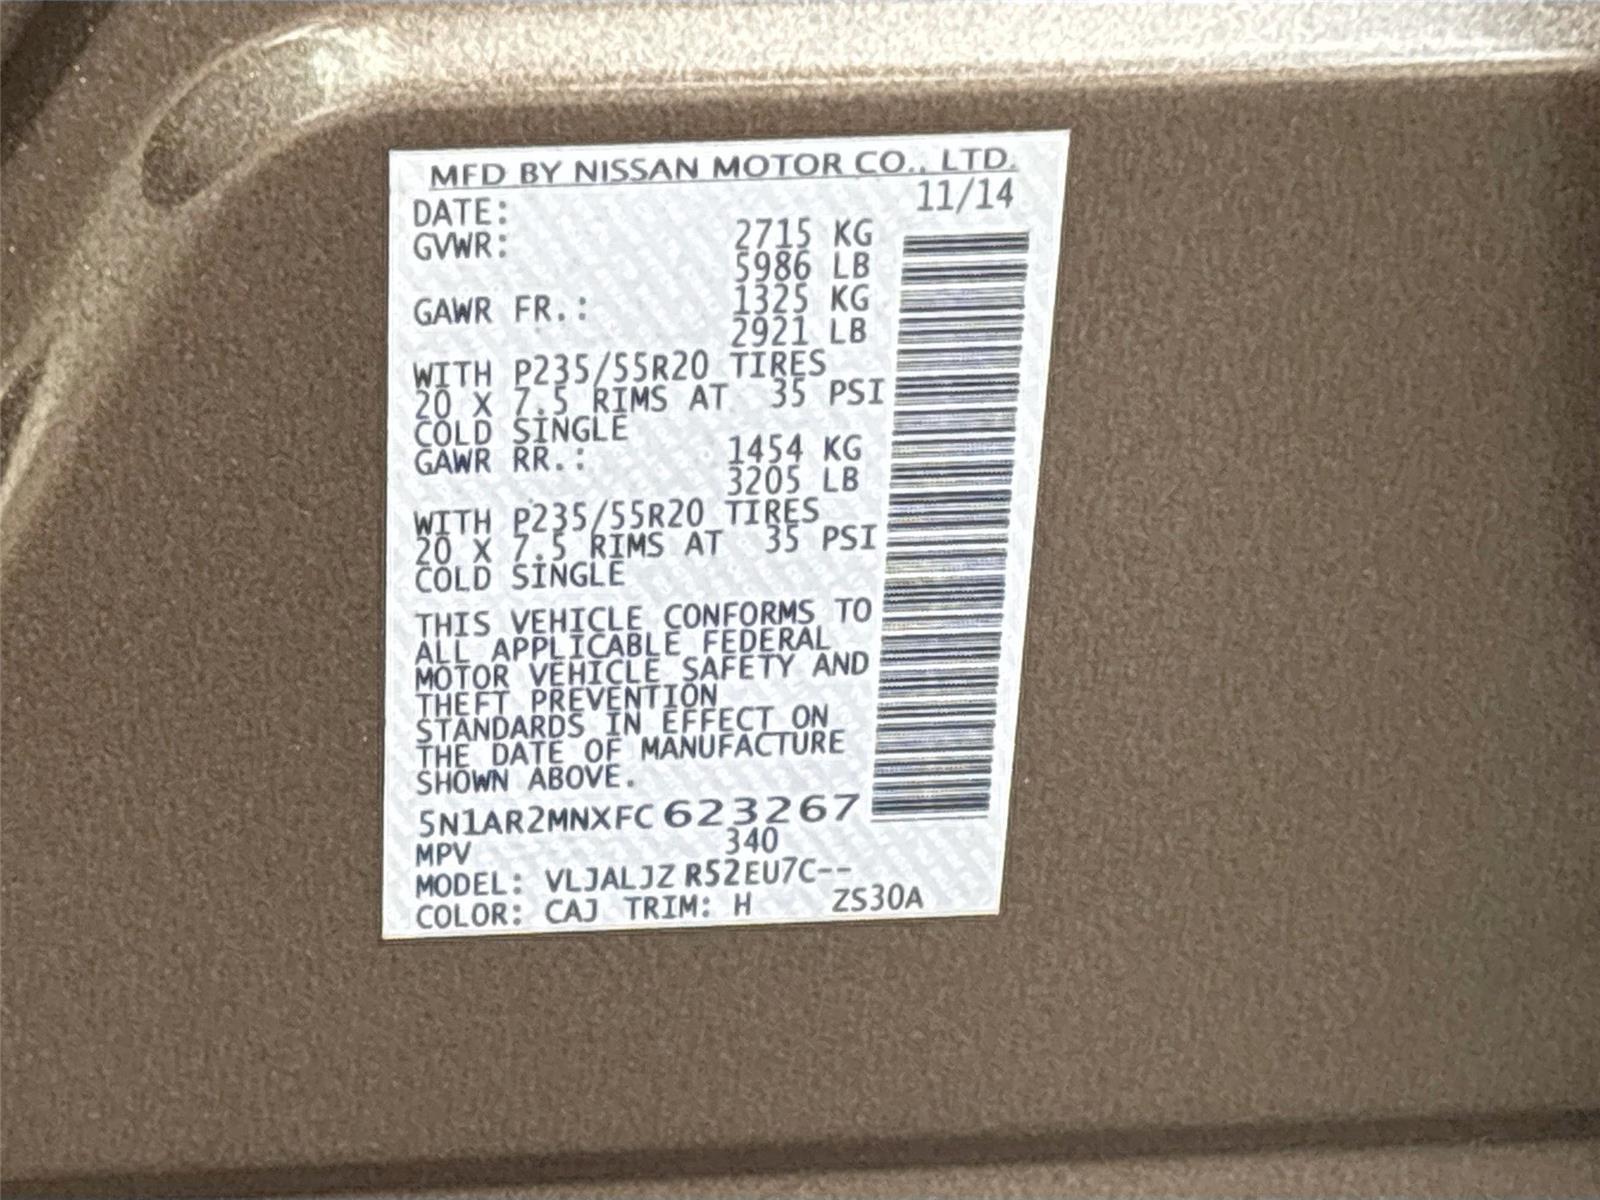 MFD BY NISSAN MOTOR CO., LTD.
DATE: 11/14
GVWR: 2715 KG
5986 LB
GAWR FR.: 1325 KG
2921 LB
WITH P235/55R20 TIRES
20 X 7.5 RIMS AT 35 PSI
COLD SINGLE
GAWR RR.: 1454 KG
3205 LB
WITH P235/55R20 TIRES
20 X 7.5 RIMS AT 35 PSI
COLD SINGLE
THIS VEHICLE CONFORMS TO
ALL APPLICABLE FEDERAL
MOTOR VEHICLE SAFETY AND
THEFT PREVENTION
STANDARDS IN EFFECT ON
THE DATE OF MANUFACTURE
SHOWN ABOVE.
5N1AR2MNXFC623267
MPV 340
MODEL: VLJALJZ R52EU7C--
COLOR: CAJ TRIM: H ZS30A